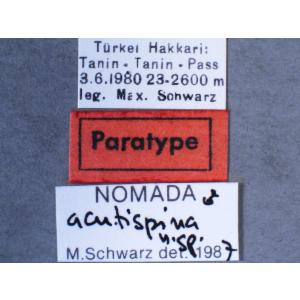 Türkei Hakkari:
Tanin-Tanin-Pass
3.6.1980 23-2600 m
leg. Max. Schwarz
Paratype
NOMADA ♂
acutispina
n.sp.
M.Schwarz det. 1987